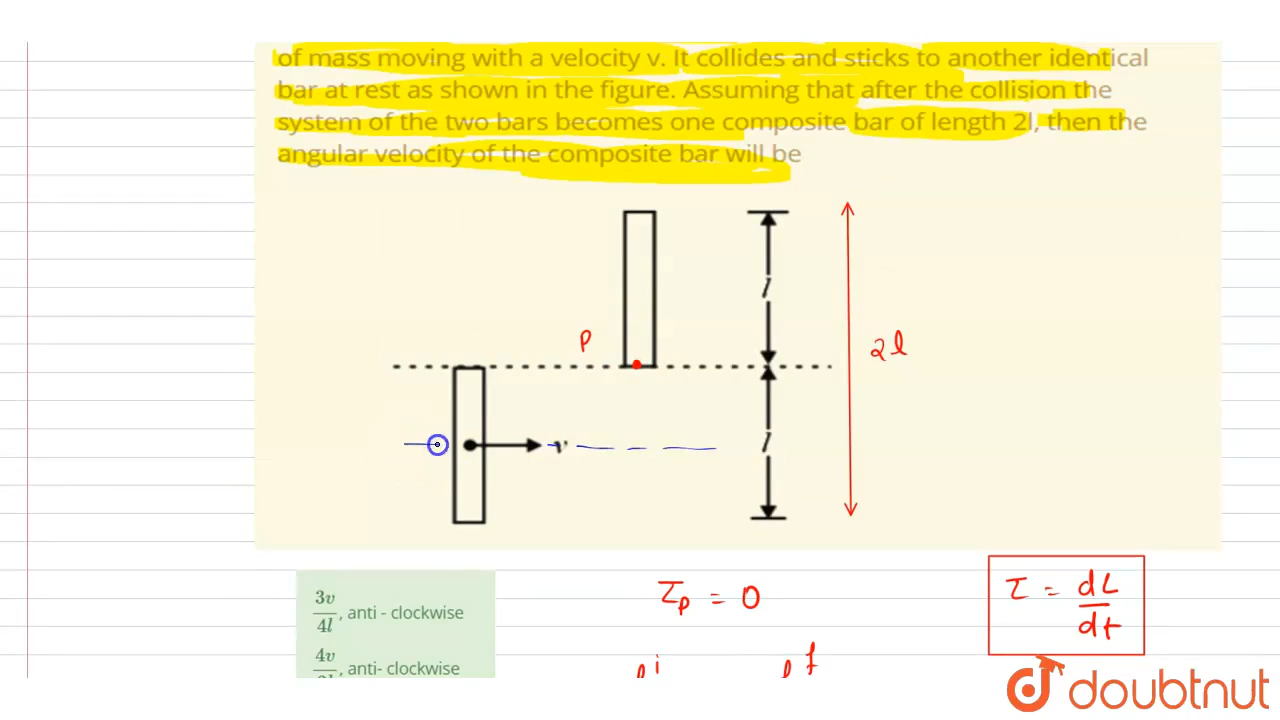 of mass moving with a velocity v. It collides and sticks to another identical
bar at rest as shown in the figure. Assuming that after the collision the
system of the two bars becomes one composite bar of length 2l, then the
angular velocity of the composite bar will be
l
P
2l
v
l
3v/4l, anti - clockwise
τp = 0
τ = dL/dt
4v
, anti- clockwise
i
f
doubtnut